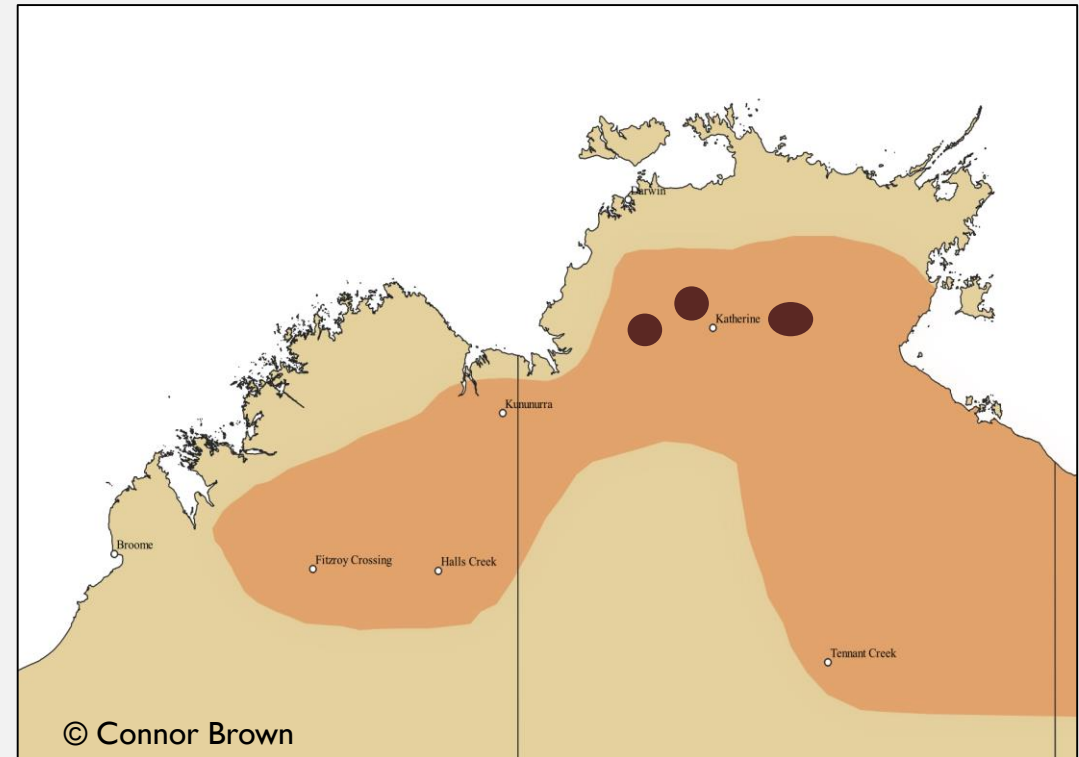 Darwin
Katherine
Kununurra
Broome
Fitzroy Crossing
Halls Creek
Tennant Creek
© Connor Brown